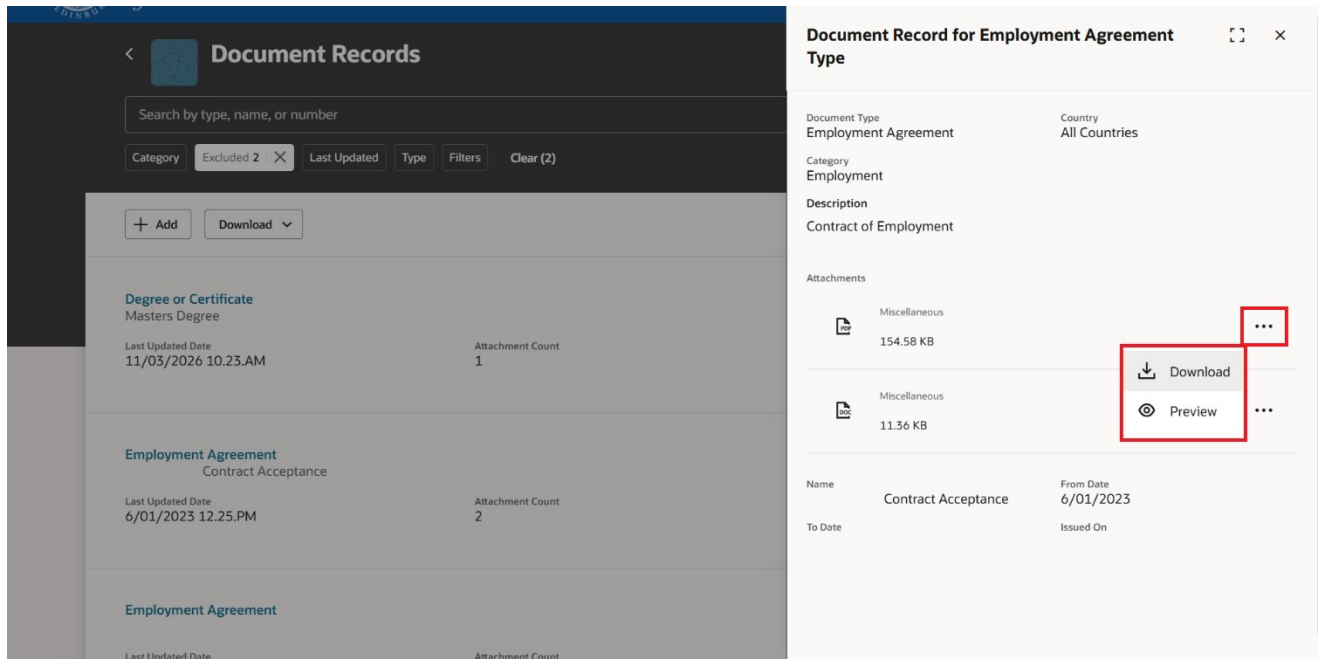 EDINBU
Document Records
Search by type, name, or number
Category
Excluded 2
Last Updated
Type
Filters
Clear (2)
Add
Download
Degree or Certificate
Masters Degree
Last Updated Date
Attachment Count
11/03/2026 10.23.AM
1
Employment Agreement
Contract Acceptance
Last Updated Date
Attachment Count
6/01/2023 12.25.PM
2
Employment Agreement
Last Updated Date
Attachment Count
Document Record for Employment Agreement
Type
Document Type
Country
Employment Agreement
All Countries
Category
Employment
Description
Contract of Employment
Attachments
Miscellaneous
PDF
154.58 KB
Download
Miscellaneous
DOC
Preview
11.36 KB
Name
From Date
Contract Acceptance
6/01/2023
To Date
Issued On